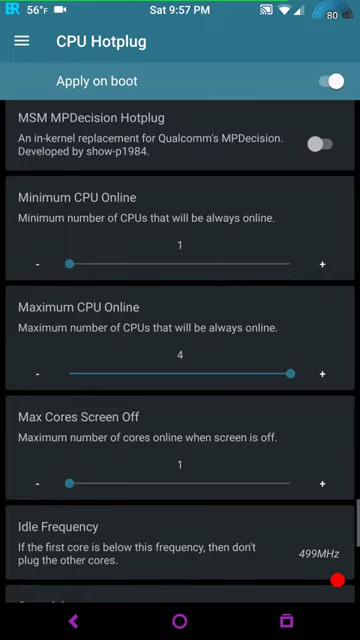 BR 56°F Sat 9:57 PM 80
CPU Hotplug
Apply on boot
MSM MPDecision Hotplug
An in-kernel replacement for Qualcomm's MPDecision.
Developed by show-p1984.
Minimum CPU Online
Minimum number of CPUs that will be always online.
1
- +
Maximum CPU Online
Maximum number of CPUs that will be always online.
4
- +
Max Cores Screen Off
Maximum number of cores online when screen is off.
1
- +
Idle Frequency
If the first core is below this frequency, then don't
plug the other cores.
499MHz